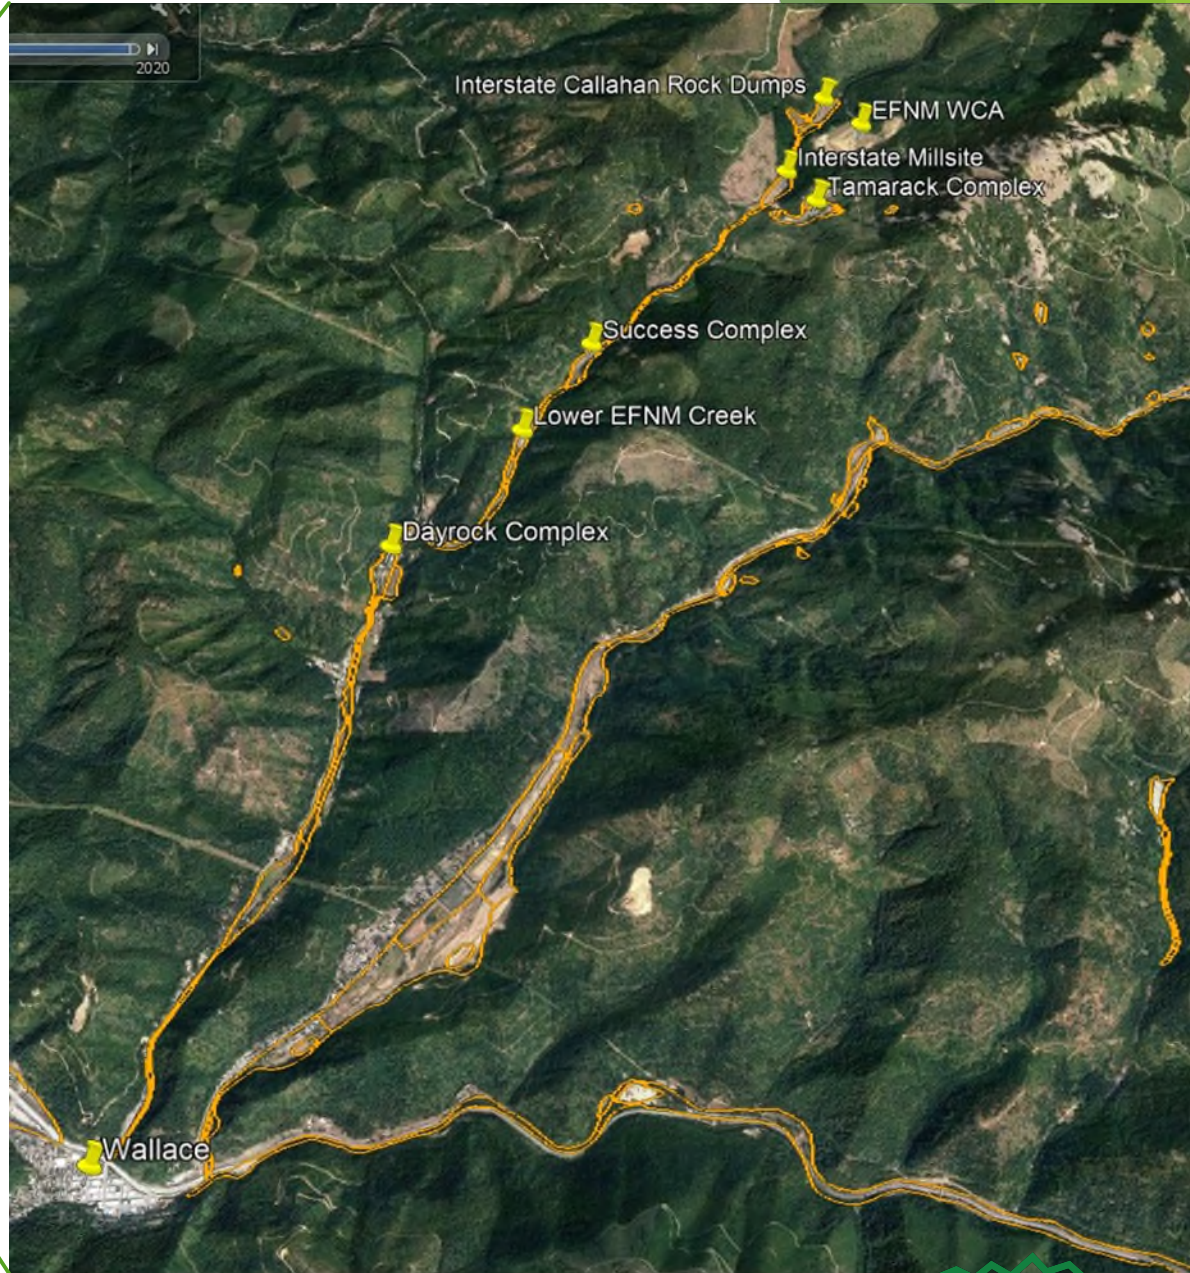 2020
Interstate Callahan Rock Dumps
EFNM WCA
Interstate Millsite
Tamarack Complex
Success Complex
Lower EFNM Creek
Dayrock Complex
Wallace